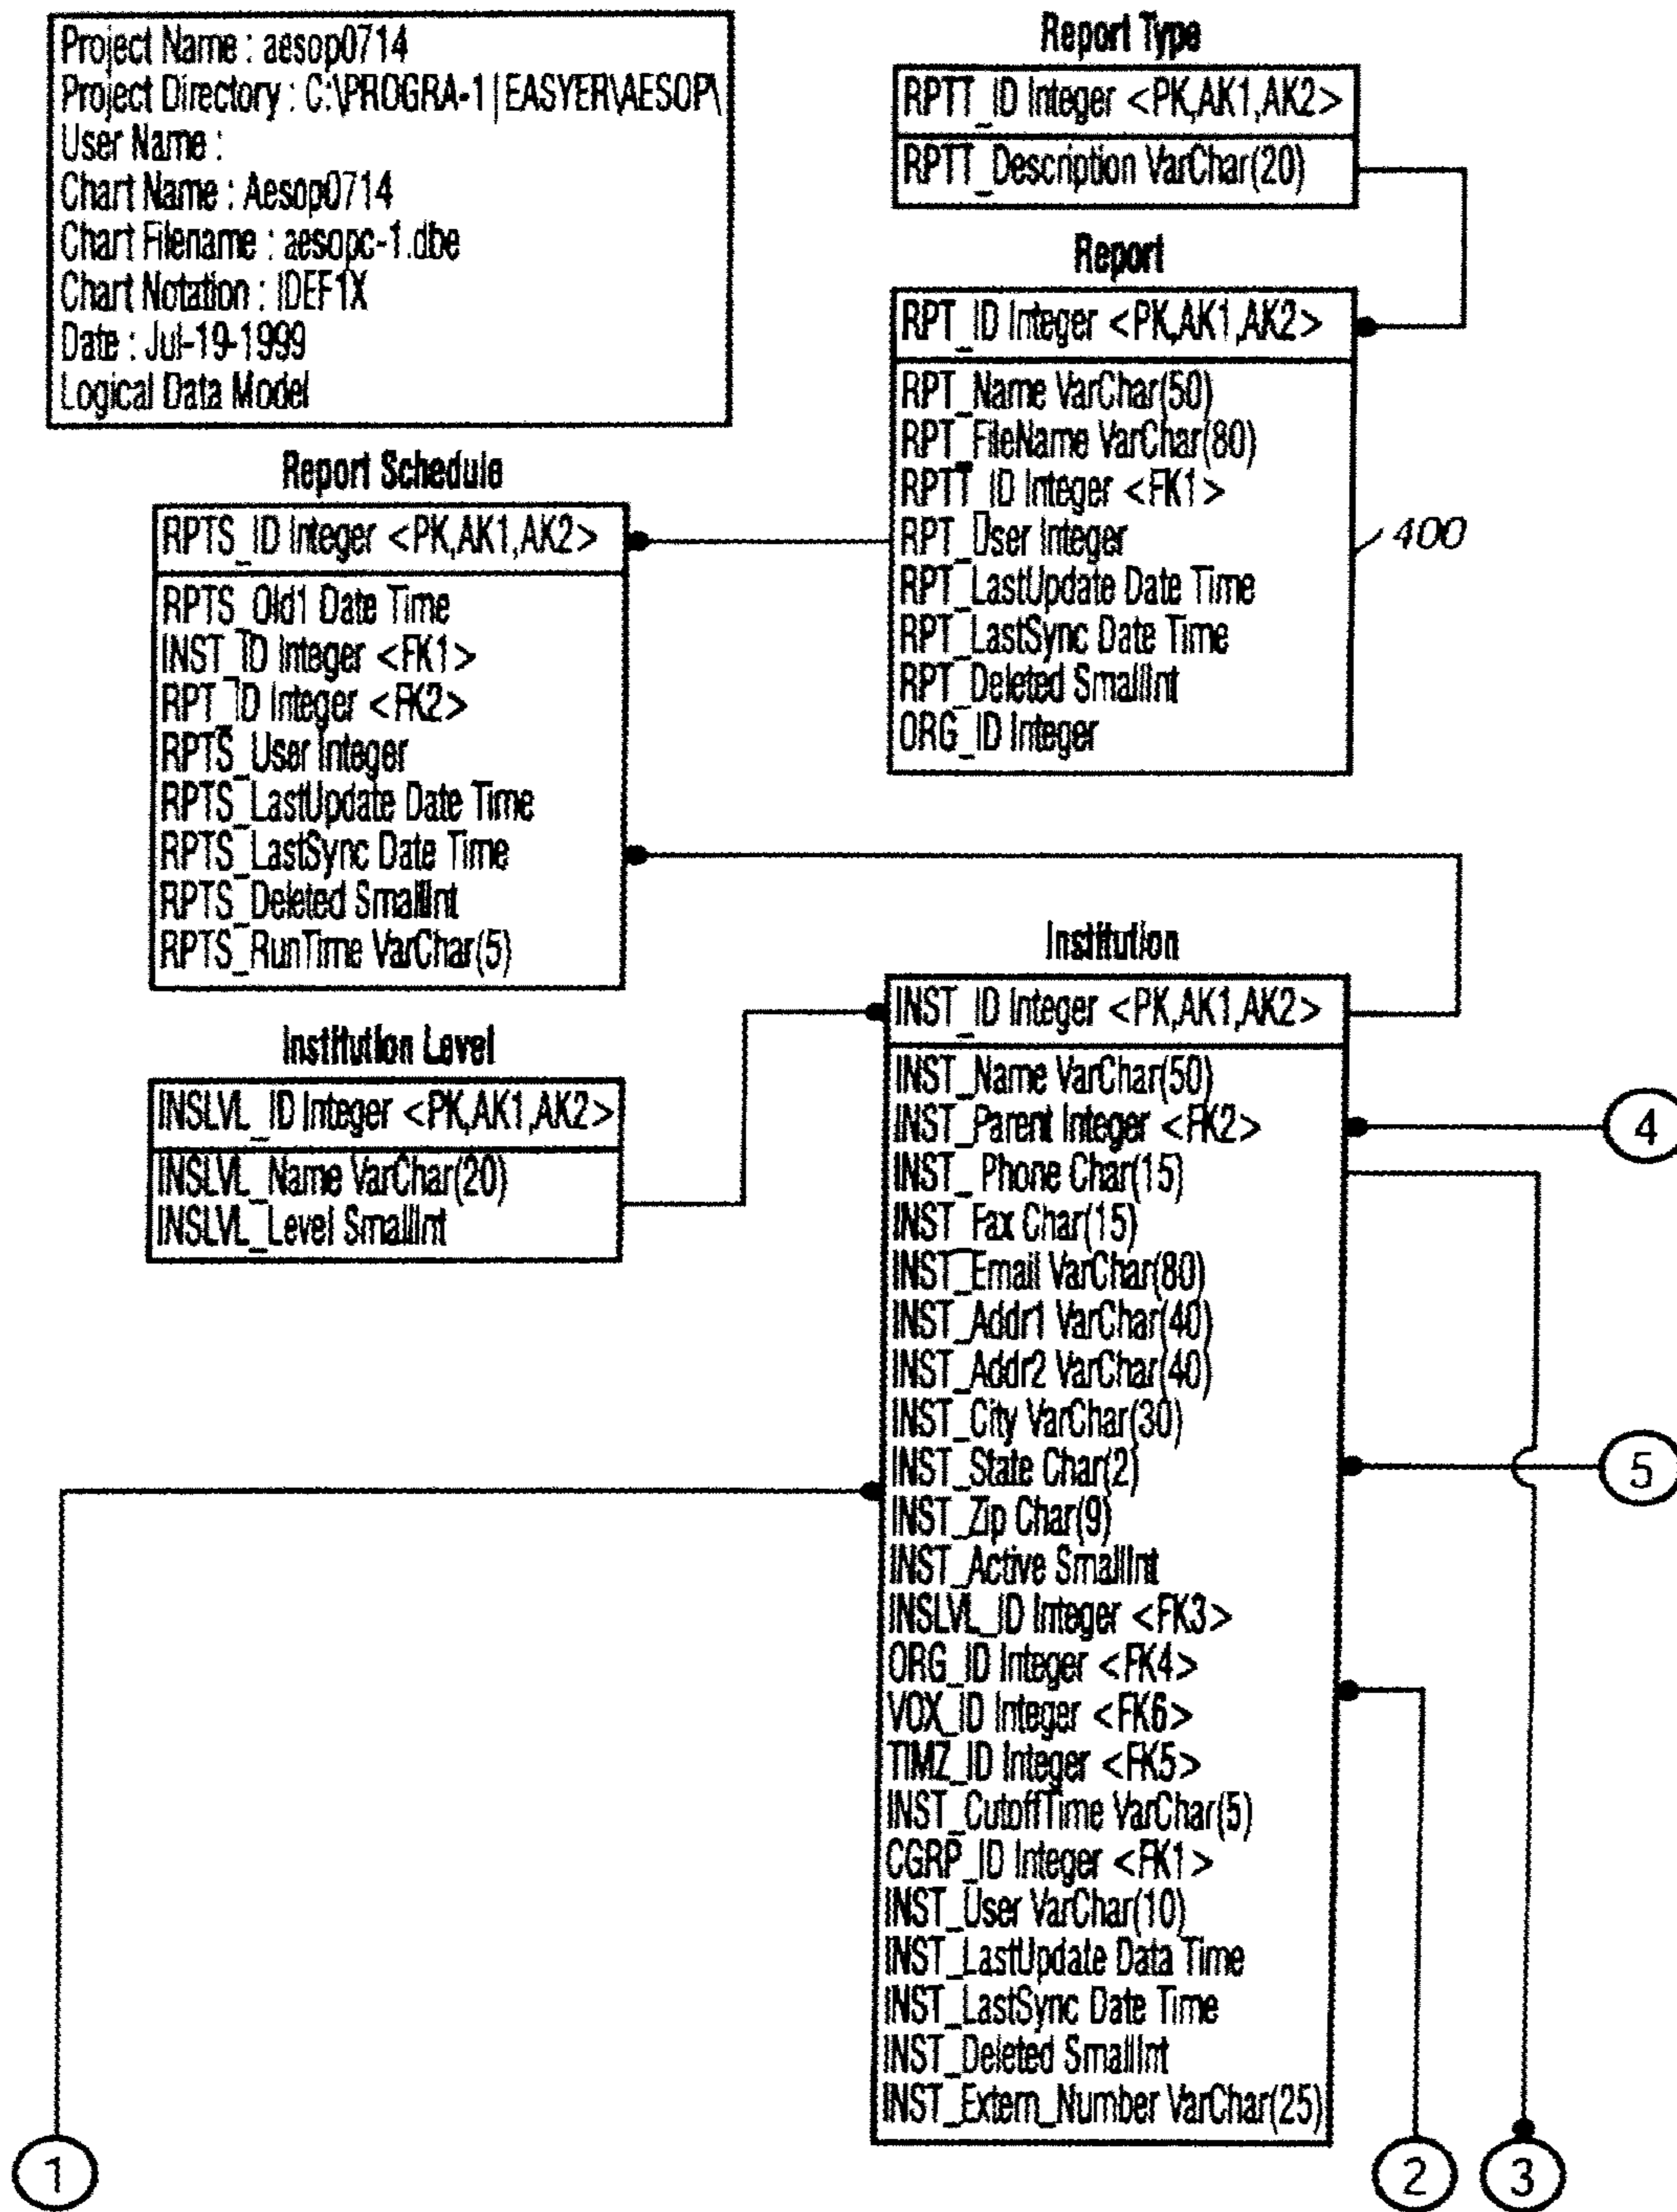 Project Name : aesop0714
Project Directory : C:\PROGRA-1|EASYER\AESOP\
User Name :
Chart Name : Aesop0714
Chart Filename : aesopc-1.dbe
Chart Notation : IDEF1X
Date : Jul-19-1999
Logical Data Model
Report Type
RPTT_ID Integer <PK,AK1,AK2>
RPTT_Description VarChar(20)
Report
RPT_ID Integer <PK,AK1,AK2>
RPT_Name VarChar(50)
RPT_FileName VarChar(80)
RPTT_ID Integer <FK1>
RPT_User Integer
RPT_LastUpdate Date Time
RPT_LastSync Date Time
RPT_Deleted SmallInt
ORG_ID Integer
400
Report Schedule
RPTS_ID Integer <PK,AK1,AK2>
RPTS_Old1 Date Time
INST_ID Integer <FK1>
RPT_ID Integer <FK2>
RPTS_User Integer
RPTS_LastUpdate Date Time
RPTS_LastSync Date Time
RPTS_Deleted SmallInt
RPTS_RunTime VarChar(5)
Institution Level
INSLVL_ID Integer <PK,AK1,AK2>
INSLVL_Name VarChar(20)
INSLVL_Level SmallInt
Institution
INST_ID Integer <PK,AK1,AK2>
INST_Name VarChar(50)
INST_Parent Integer <FK2>
INST_ Phone Char(15)
INST_Fax Char(15)
INST_Email VarChar(80)
INST_Addr1 VarChar(40)
INST_Addr2 VarChar(40)
INST_City VarChar(30)
INST_State Char(2)
INST_Zip Char(9)
INST_Active SmallInt
INSLVL_ID Integer <FK3>
ORG_ID Integer <FK4>
VOX_ID Integer <FK6>
TIMZ_ID Integer <FK5>
INST_CutoffTime VarChar(5)
CGRP_ID Integer <FK1>
INST_User VarChar(10)
INST_LastUpdate Data Time
INST_LastSync Date Time
INST_Deleted SmallInt
INST_Extern_Number VarChar(25)
4
5
1
2
3